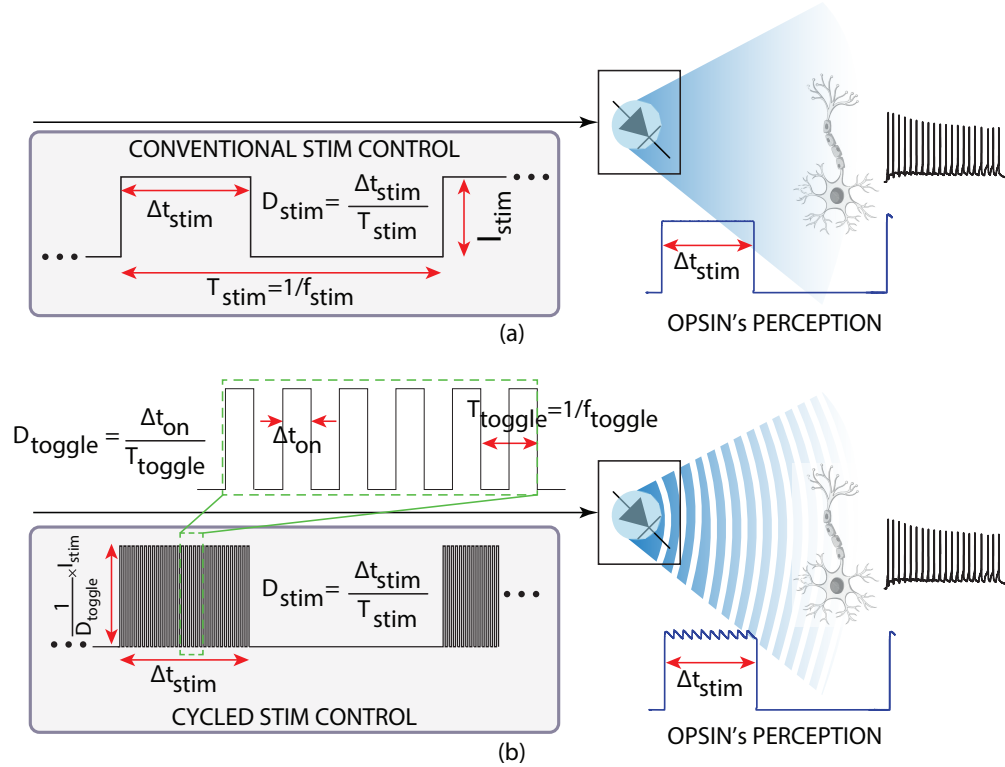 CONVENTIONAL STIM CONTROL
Δtstim
Dstim= Δtstim
Tstim
Istim
Tstim=1/fstim
Δtstim
OPSIN's PERCEPTION
(a)
Dtoggle = Δton
Ttoggle
Δton
Ttoggle=1/ftoggle
1
Dtoggle
×Istim
Dstim= Δtstim
Tstim
Δtstim
CYCLED STIM CONTROL
Δtstim
OPSIN's PERCEPTION
(b)